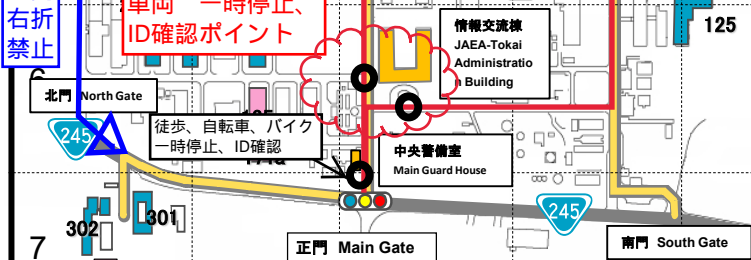 右折
禁止
車両 一時停止、
ID確認ポイント
情報交流棟
JAEA-Tokai
Administratio
n Building
125
6
北門 North Gate
245
徒歩、自転車、バイク
一時停止、ID確認
中央警備室
Main Guard House
301
302
245
7
正門 Main Gate
南門 South Gate